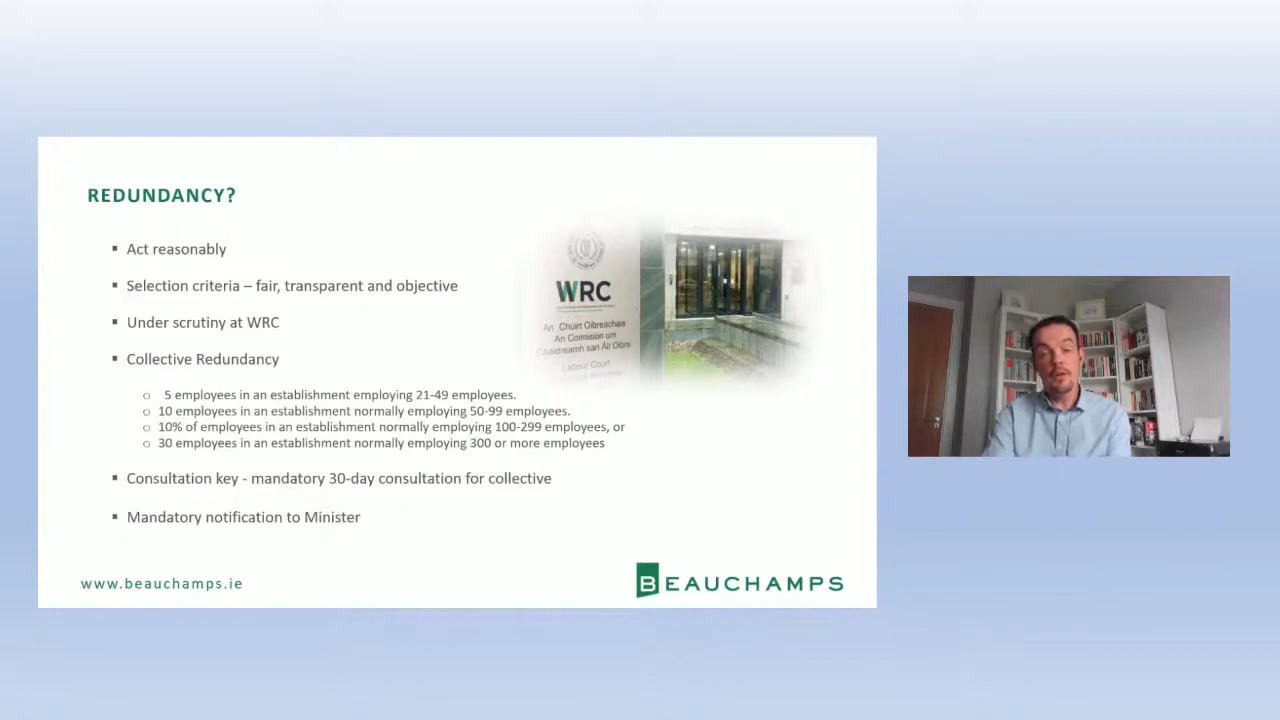 REDUNDANCY?
Act reasonably
Selection criteria – fair, transparent and objective
Under scrutiny at WRC
Collective Redundancy
5 employees in an establishment employing 21-49 employees.
10 employees in an establishment normally employing 50-99 employees.
10% of employees in an establishment normally employing 100-299 employees, or
30 employees in an establishment normally employing 300 or more employees
Consultation key - mandatory 30-day consultation for collective
Mandatory notification to Minister
WRC
An Chúirt Oibreachais
An Coimisiún um
Chaidreamh san Áit Oibre
Labour Court
www.beauchamps.ie
BEAUCHAMPS